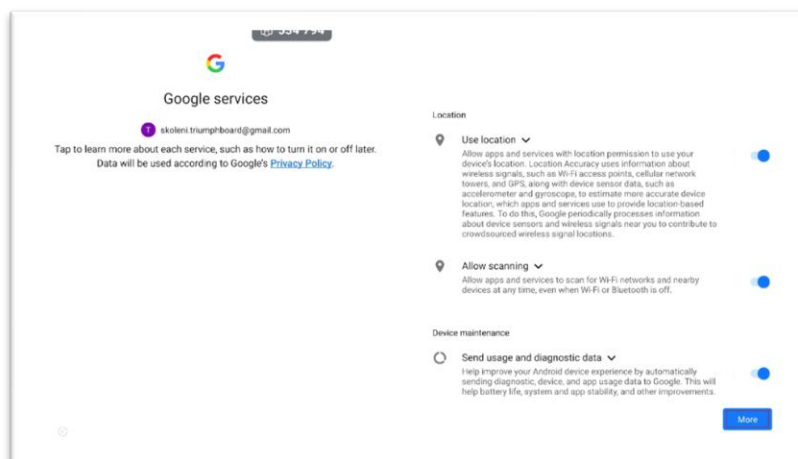 Google services
T
skoleni.triumphboard@gmail.com
Tap to learn more about each service, such as how to turn it on or off later.
Data will be used according to Google's Privacy Policy.
Location
Use location
Allow apps and services with location permission to use your
device's location. Location Accuracy uses information about
wireless signals, such as Wi-Fi access points, cellular network
towers, and GPS, along with device sensor data, such as
accelerometer and gyroscope, to estimate more accurate device
location, which apps and services use to provide location-based
features. To do this, Google periodically processes information
about device sensors and wireless signals near you to contribute to
crowdsourced wireless signal locations.
Allow scanning
Allow apps and services to scan for Wi-Fi networks and nearby
devices at any time, even when Wi-Fi or Bluetooth is off.
Device maintenance
Send usage and diagnostic data
Help improve your Android device experience by automatically
sending diagnostic, device, and app usage data to Google. This will
help battery life, system and app stability, and other improvements.
More